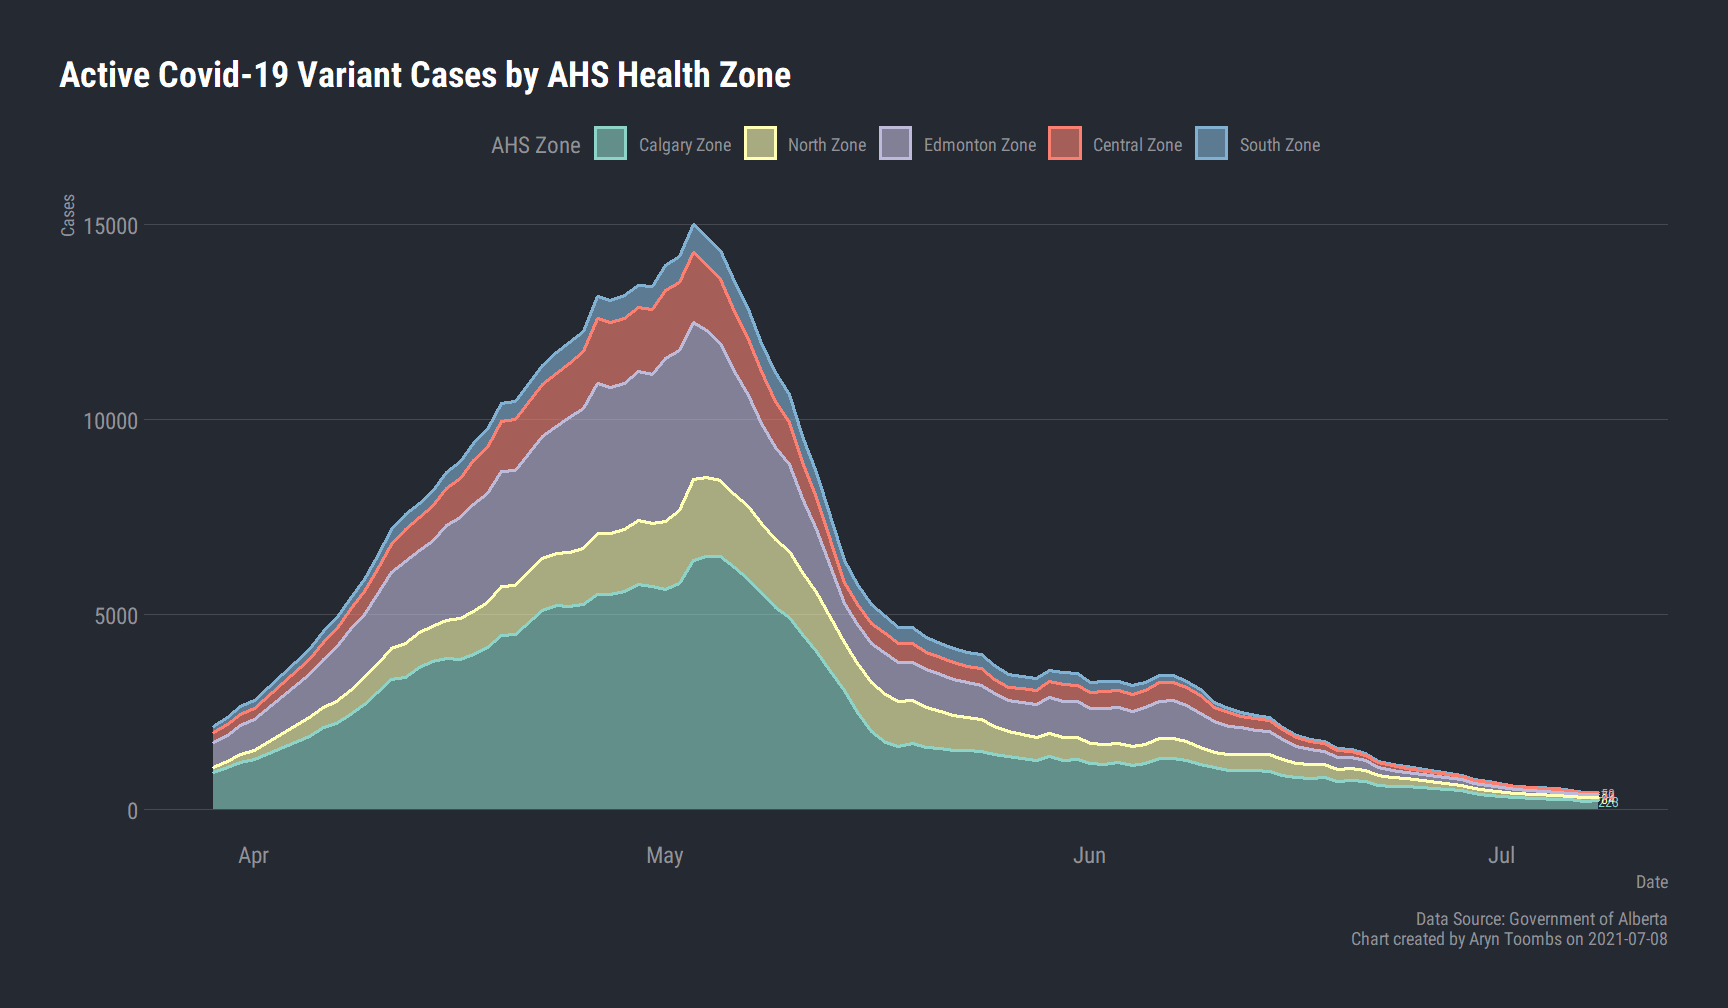 Active Covid-19 Variant Cases by AHS Health Zone
AHS Zone Calgary Zone North Zone Edmonton Zone Central Zone South Zone
Cases
15000
10000
5000
0
228
Apr May Jun Jul
Date
Data Source: Government of Alberta
Chart created by Aryn Toombs on 2021-07-08